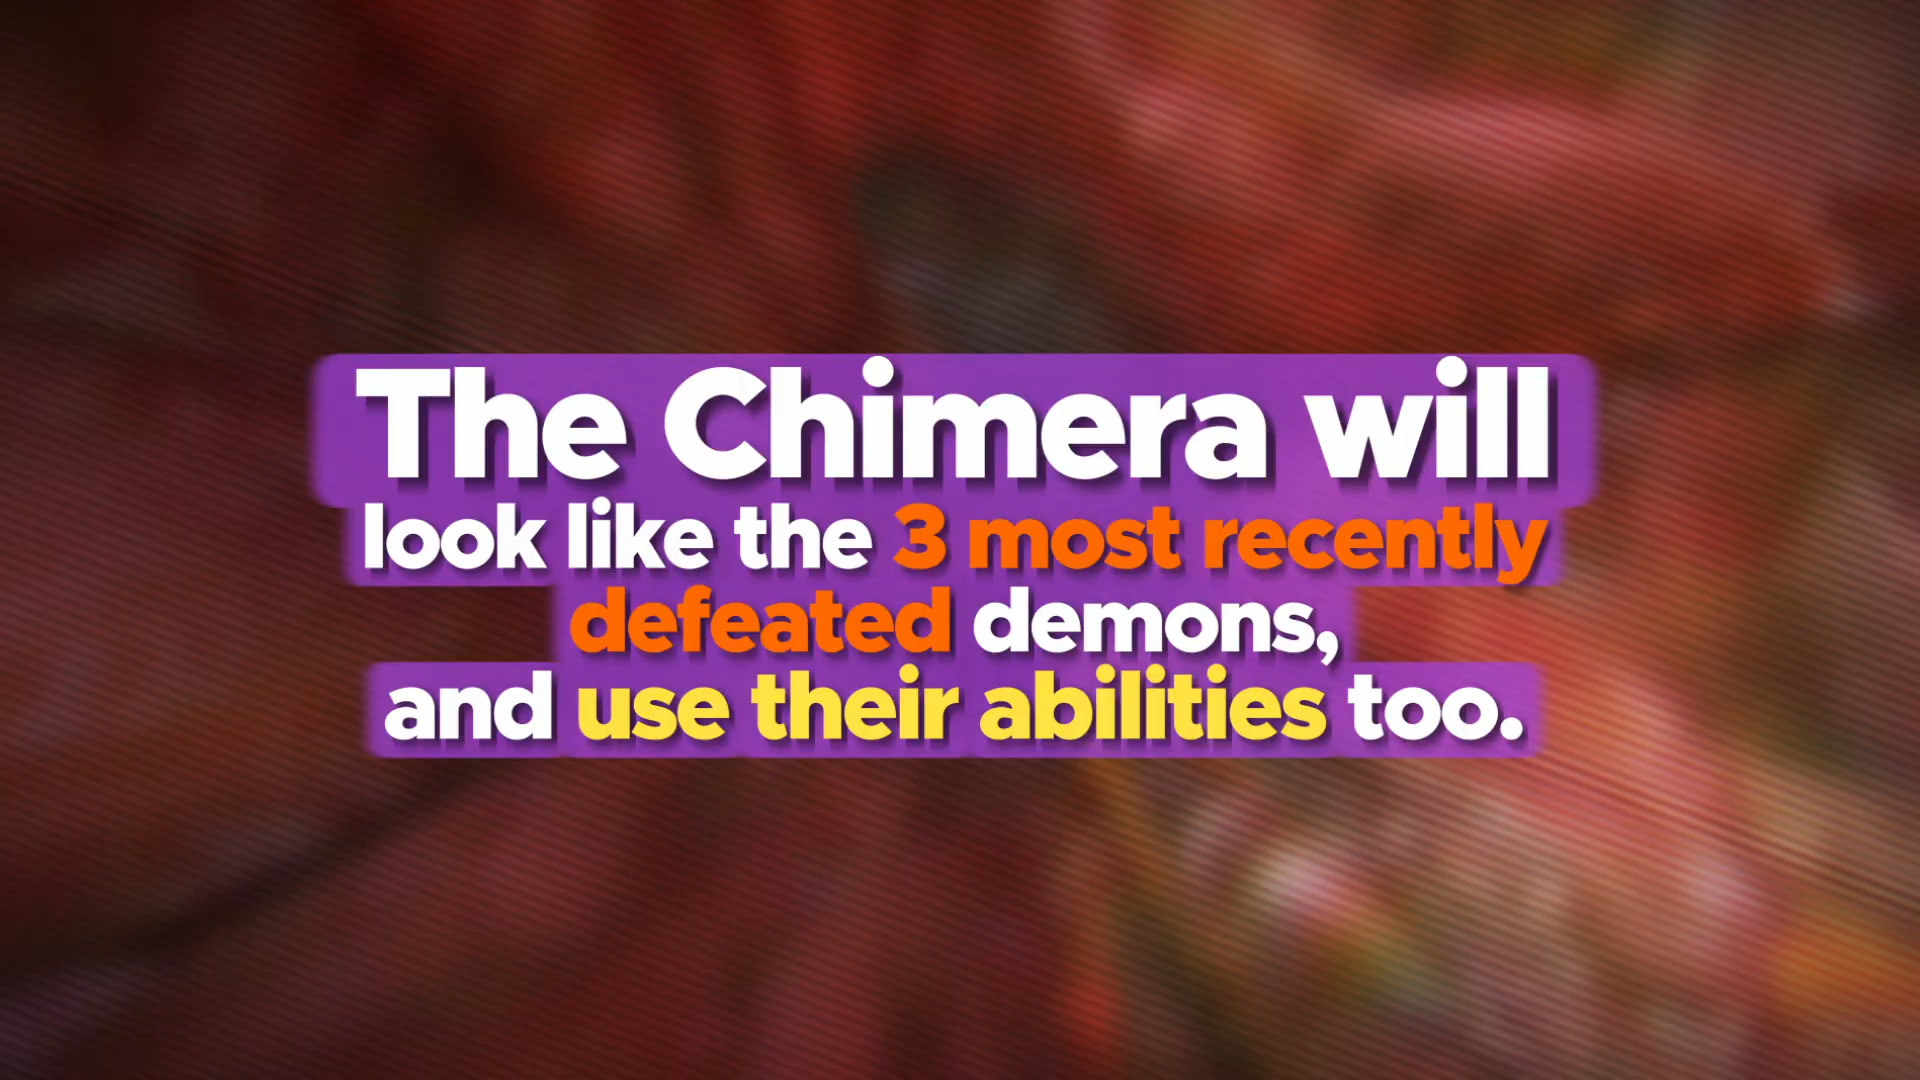 The Chimera will
look like the 3 most recently
defeated demons,
and use their abilities too.